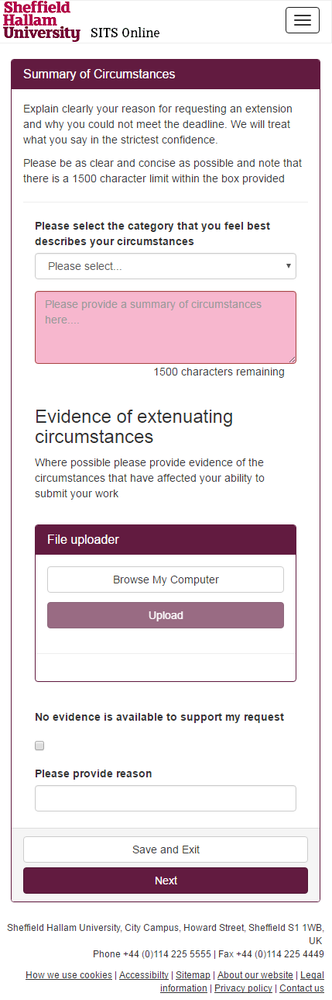 Sheffield
Hallam
University
SITS Online
Summary of Circumstances
Explain clearly your reason for requesting an extension
and why you could not meet the deadline. We will treat
what you say in the strictest confidence.
Please be as clear and concise as possible and note that
there is a 1500 character limit within the box provided
Please select the category that you feel best
describes your circumstances
Please select...
Please provide a summary of circumstances
here....
1500 characters remaining
Evidence of extenuating
circumstances
Where possible please provide evidence of the
circumstances that have affected your ability to
submit your work
File uploader
Browse My Computer
Upload
No evidence is available to support my request
Please provide reason
Save and Exit
Next
Sheffield Hallam University, City Campus, Howard Street, Sheffield S1 1WB,
UK
Phone +44 (0)114 225 5555 | Fax +44 (0)114 225 4449
How we use cookies | Accessibilty | Sitemap | About our website | Legal
information | Privacy policy | Contact us